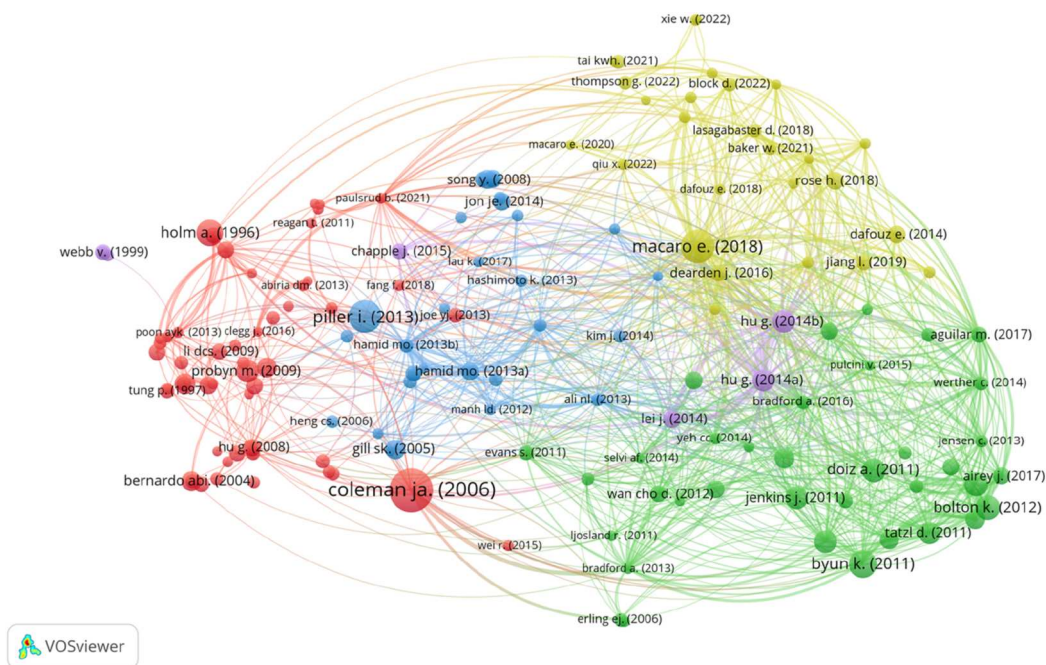 xie w. (2022)
tai kwh. (2021)
thompson g. (2022)
block d. (2022)
lasagabaster d. (2018)
macaro e. (2020)
baker w. (2021)
qiu x. (2022)
song y. (2008)
rose h. (2018)
dafouz e. (2018)
paulsrud b. (2021)
jon je. (2014)
reagan t. (2011)
holm a. (1996)
dafouz e. (2014)
macaro e. (2018)
webb v. (1999)
chapple j. (2015)
lau k. (2017)
jiang l. (2019)
dearden j. (2016)
hashimoto k. (2013)
abiria dm. (2013)
fang f. (2018)
piller i. (2013)
joe yj. (2013)
hu g. (2014b)
poon ayk. (2013)
clegg j. (2016)
aguilar m. (2017)
kim j. (2014)
hamid mo. (2013b)
li dcs. (2009)
pulcini v. (2015)
probyn m. (2009)
hamid mo. (2013a)
hu g. (2014a)
werther c. (2014)
tung p. (1997)
ali nl. (2013)
bradford a. (2016)
manh ld. (2012)
lei j. (2014)
heng cs. (2006)
yeh cc. (2014)
jensen c. (2013)
hu g. (2008)
gill sk. (2005)
evans s. (2011)
selvi af. (2014)
doiz a. (2011)
airey j. (2017)
bernardo abi. (2004)
coleman ja. (2006)
wan cho d. (2012)
jenkins j. (2011)
bolton k. (2012)
tatzl d. (2011)
ljosland r. (2011)
wei r. (2015)
byun k. (2011)
bradford a. (2013)
erling ej. (2006)
VOSviewer